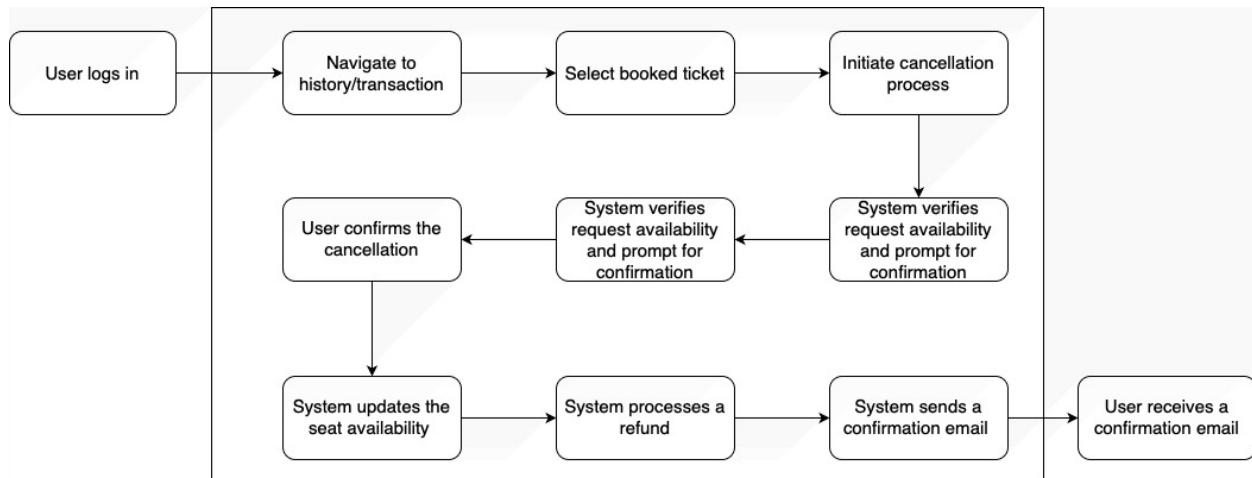 User logs in
Navigate to
history/transaction
Select booked ticket
Initiate cancellation
process
System verifies
request availability
and prompt for
confirmation
System verifies
request availability
and prompt for
confirmation
User confirms the
cancellation
System updates the
seat availability
System processes a
refund
System sends a
confirmation email
User receives a
confirmation email